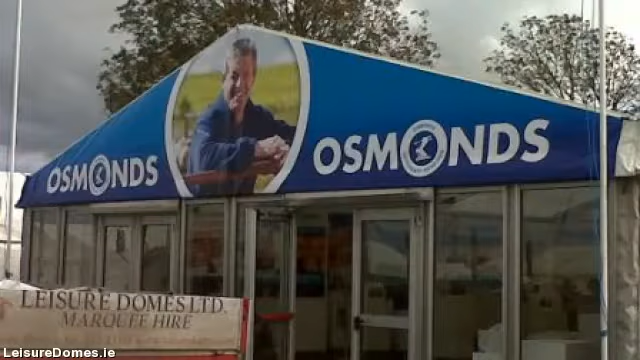 OSMONDS
OSMONDS
LEISURE DOMES LTD.
MARQUEE HIRE
LeisureDomes.ie